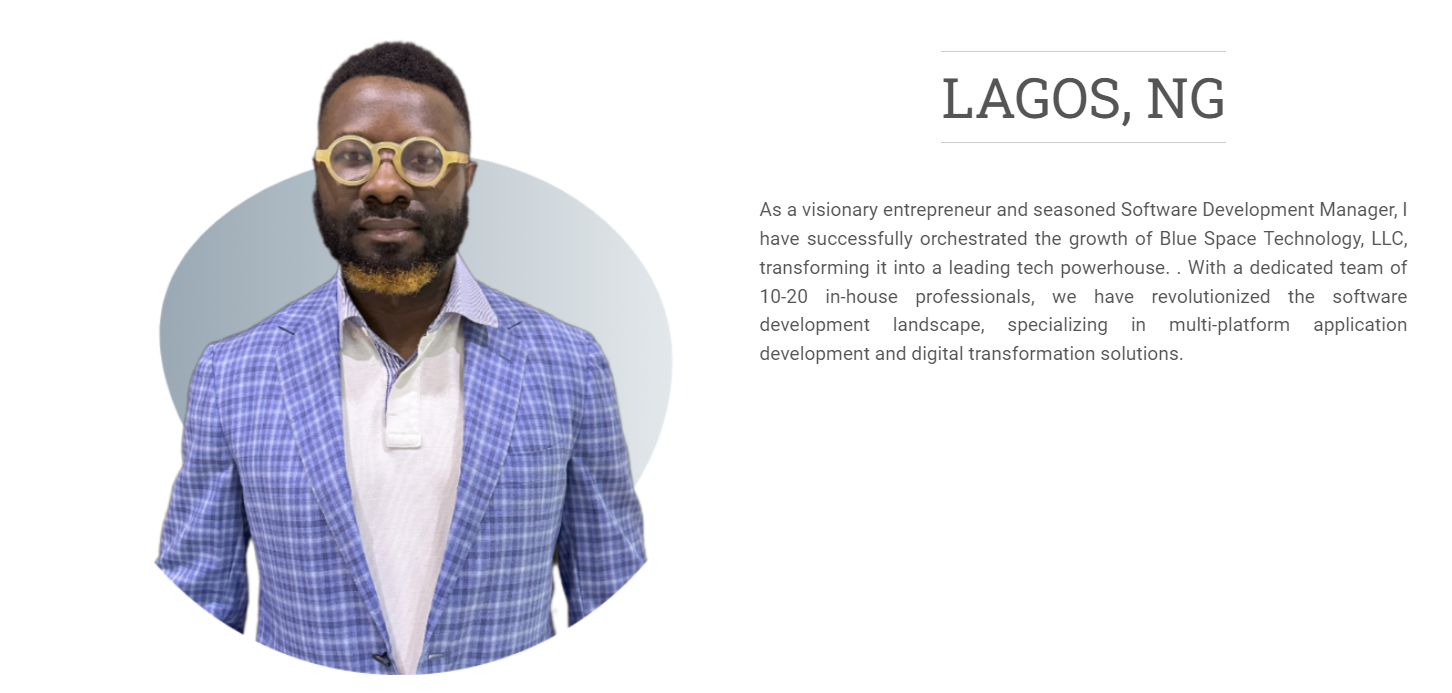 LAGOS, NG
As a visionary entrepreneur and seasoned Software Development Manager, I
have successfully orchestrated the growth of Blue Space Technology, LLC,
transforming it into a leading tech powerhouse. . With a dedicated team of
10-20 in-house professionals, we have revolutionized the software
development landscape, specializing in multi-platform application
development and digital transformation solutions.